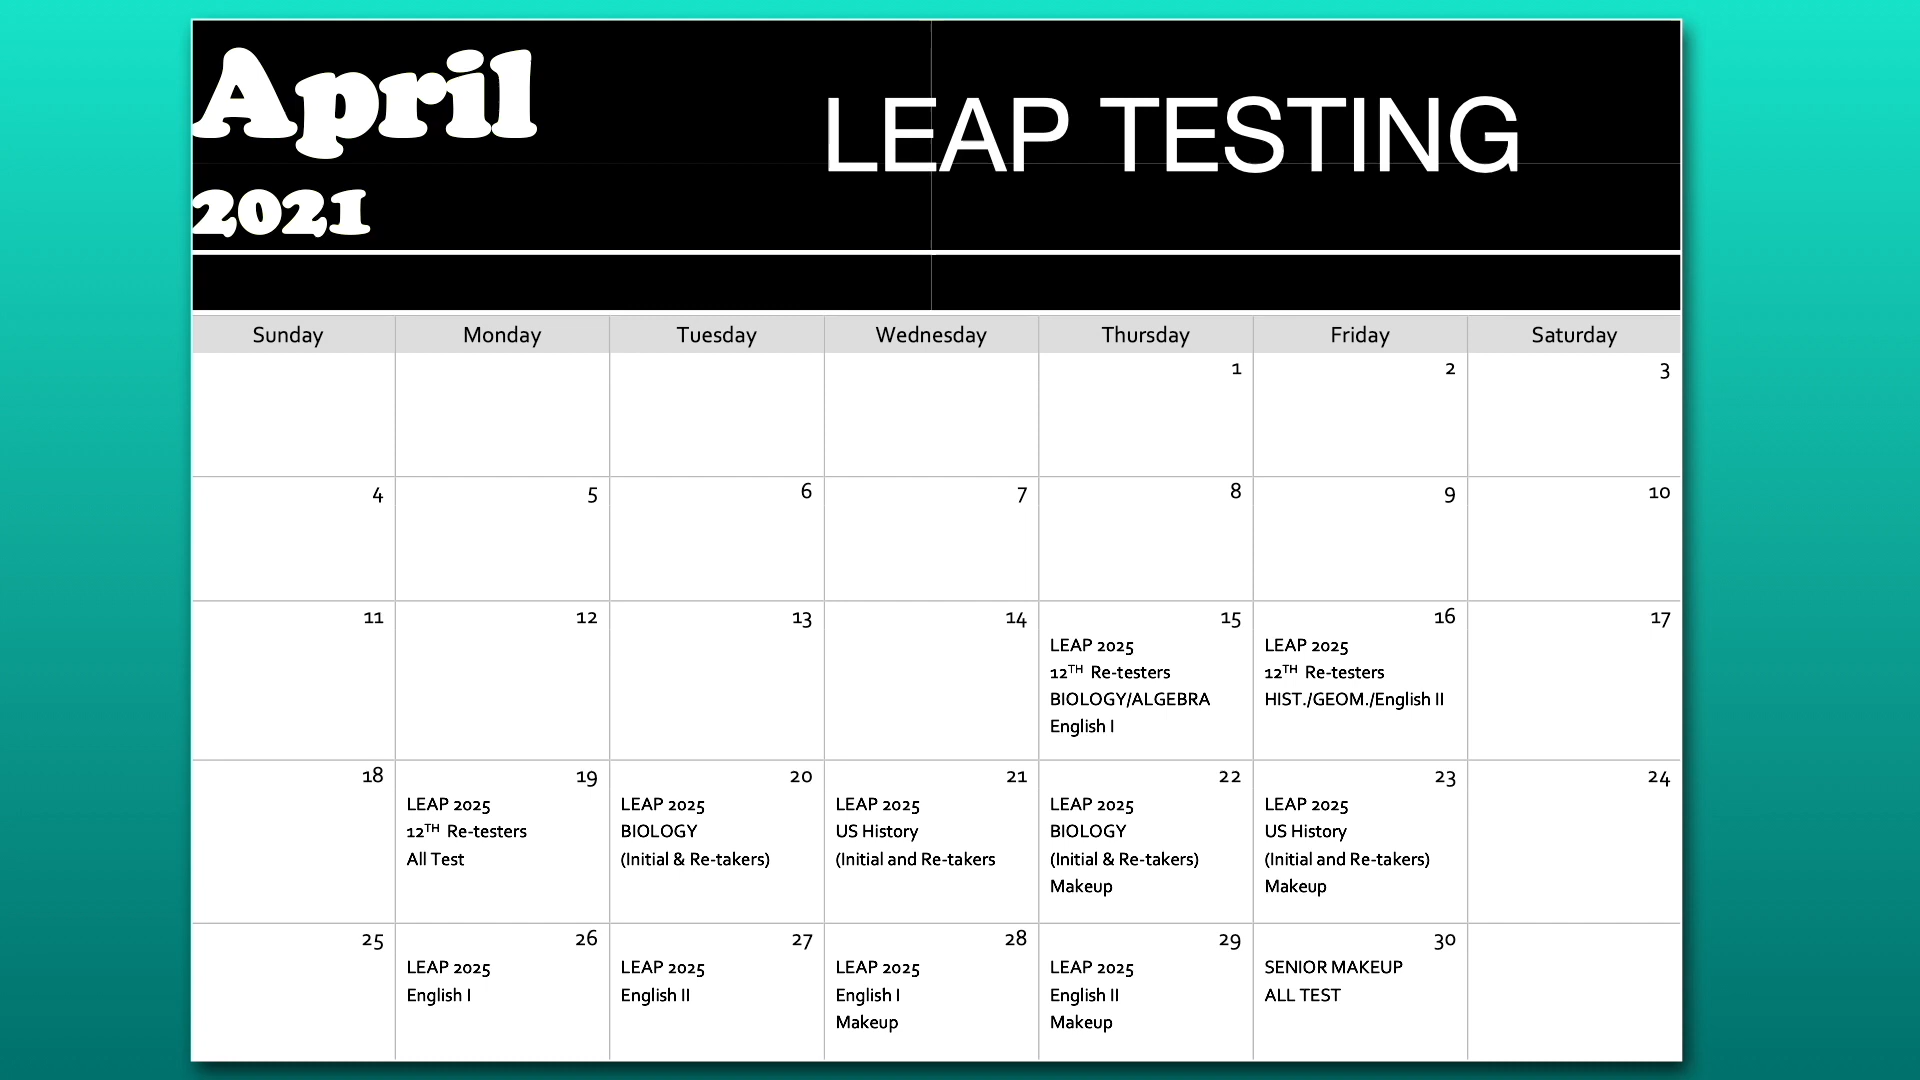 April
2021
LEAP TESTING
Sunday Monday Tuesday Wednesday Thursday Friday Saturday
1 2 3
4 5 6 7 8 9 10
11 12 13 14 15 16 17
LEAP 2025
12TH Re-testers
BIOLOGY/ALGEBRA
English I
LEAP 2025
12TH Re-testers
HIST./GEOM./English II
18 19 20 21 22 23 24
LEAP 2025
12TH Re-testers
All Test
LEAP 2025
BIOLOGY
(Initial & Re-takers)
LEAP 2025
US History
(Initial and Re-takers
LEAP 2025
BIOLOGY
(Initial & Re-takers)
Makeup
LEAP 2025
US History
(Initial and Re-takers)
Makeup
25 26 27 28 29 30
LEAP 2025
English I
LEAP 2025
English II
LEAP 2025
English I
Makeup
LEAP 2025
English II
Makeup
SENIOR MAKEUP
ALL TEST